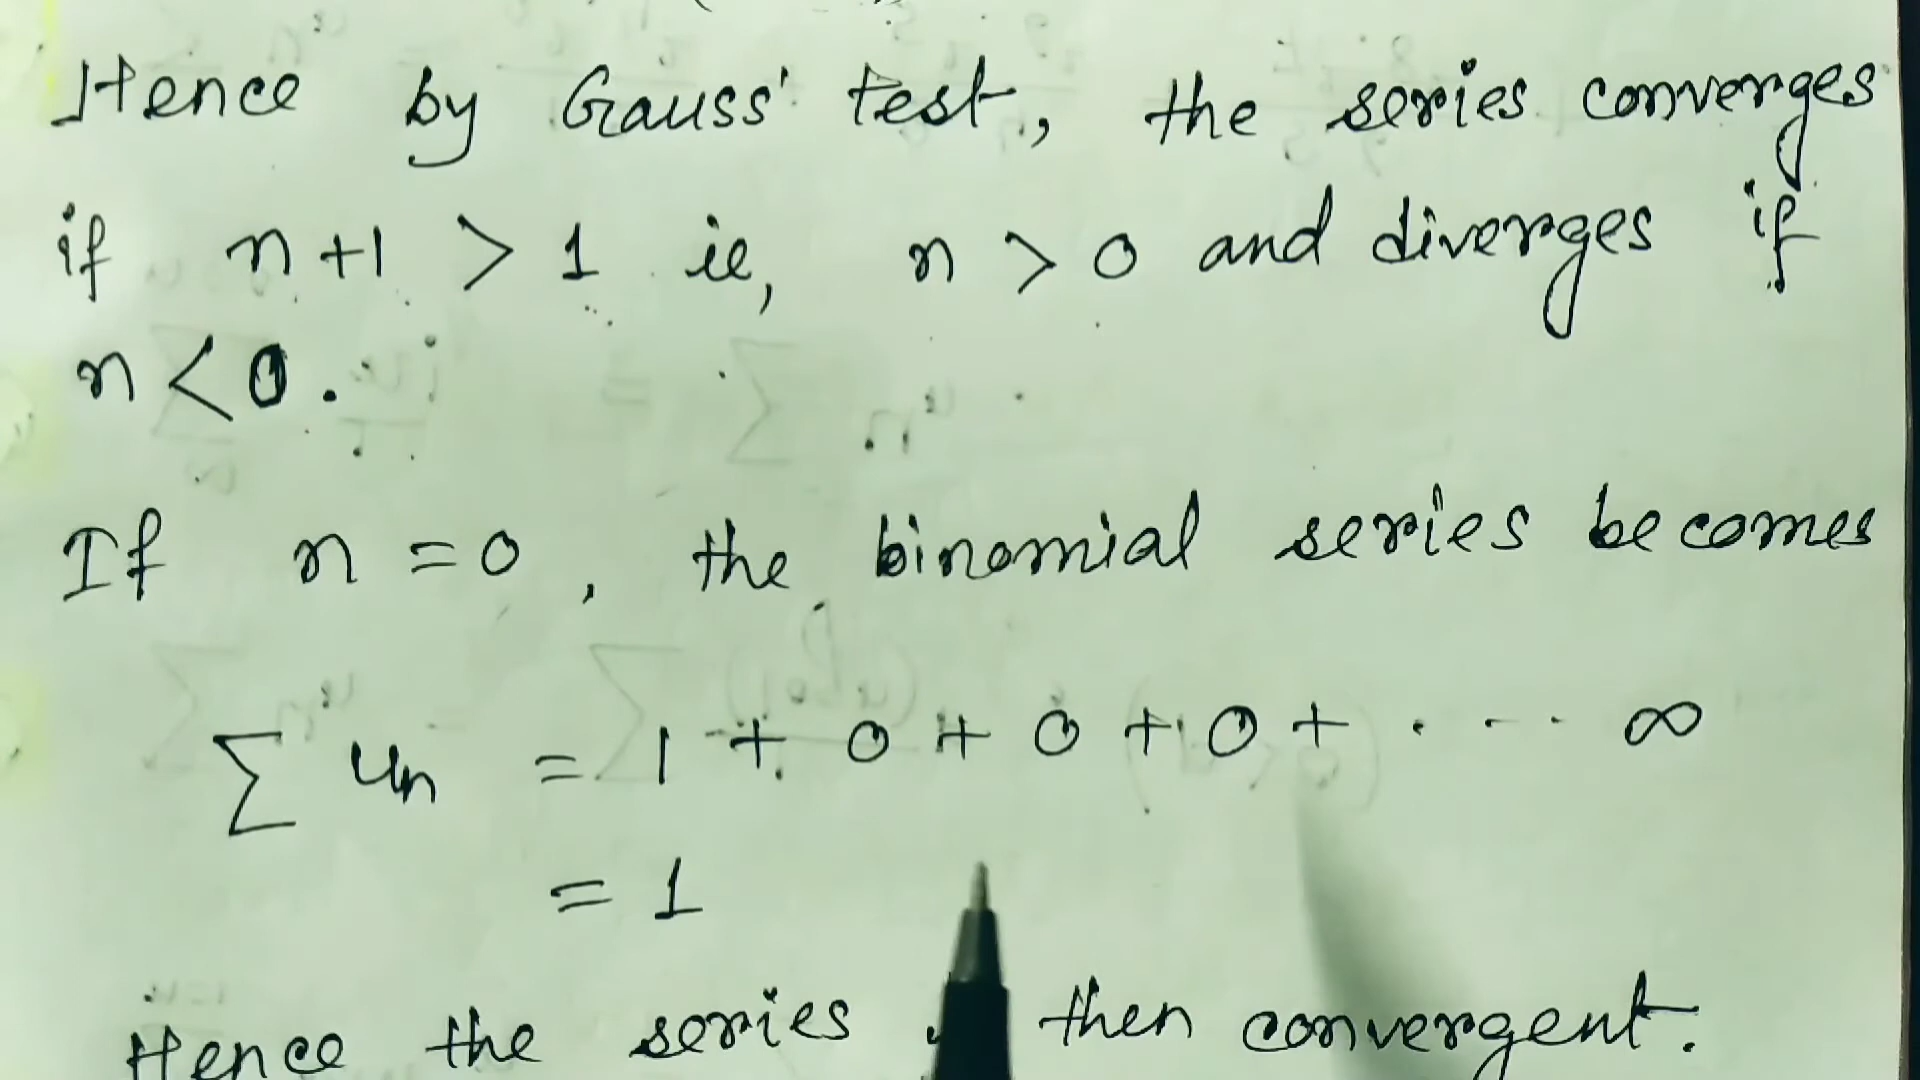 Hence by Gauss' test, the series converges
if n+1 > 1 ie, n > 0 and diverges if
n < 0.
If n = 0, the binomial series becomes
∑ un = 1 + 0 + 0 + 0 + . - - . ∞
= 1
Hence the series then convergent.